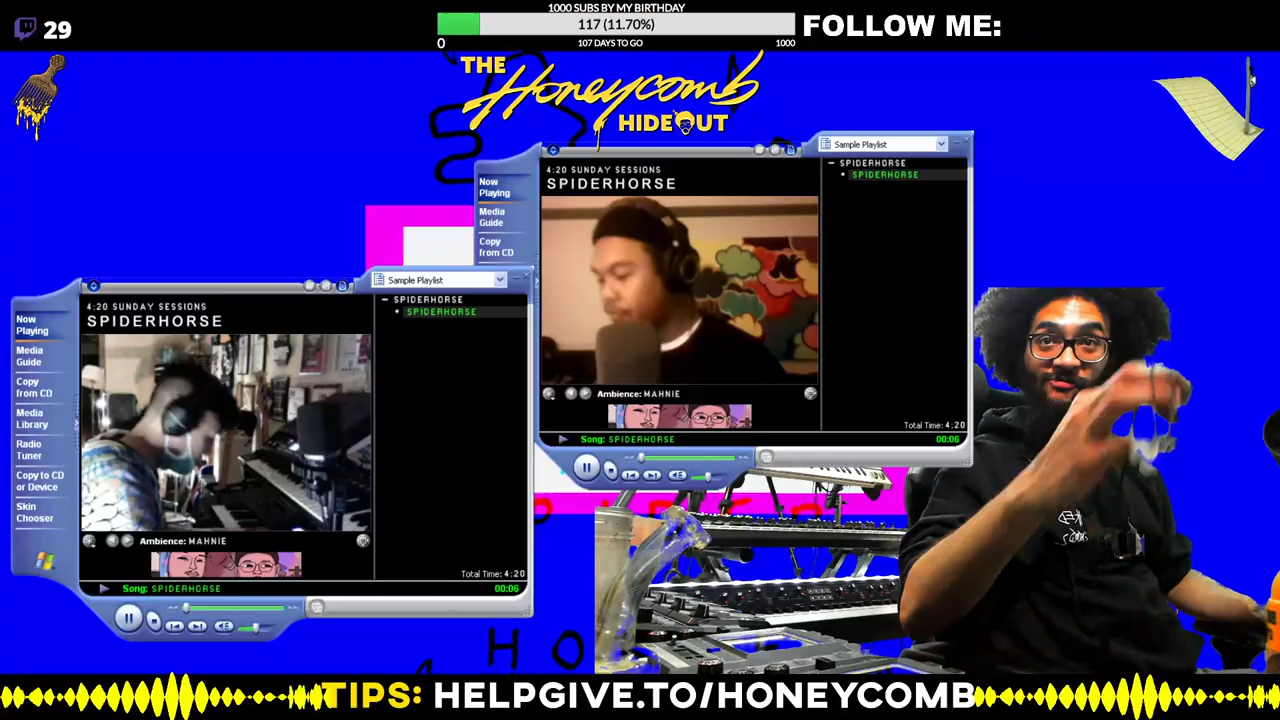 29
1000 SUBS BY MY BIRTHDAY
117 (11.70%)
0
107 DAYS TO GO
1000
FOLLOW ME:
THE
Honeycomb
HIDEOUT
Sample Playlist
4:20 SUNDAY SESSIONS
SPIDERHORSE
SPIDERHORSE
SPIDERHORSE
Now
Playing
Media
Guide
Copy
from CD
Ambience: MAHNIE
Total Time: 4:20
Song: SPIDERHORSE
00:06
Sample Playlist
4:20 SUNDAY SESSIONS
SPIDERHORSE
SPIDERHORSE
SPIDERHORSE
Now
Playing
Media
Guide
Copy
from CD
Media
Library
Radio
Tuner
Copy to CD
or Device
Skin
Chooser
Ambience: MAHNIE
Total Time: 4:20
Song: SPIDERHORSE
00:06
H O
TIPS: HELPGIVE.TO/HONEYCOMB